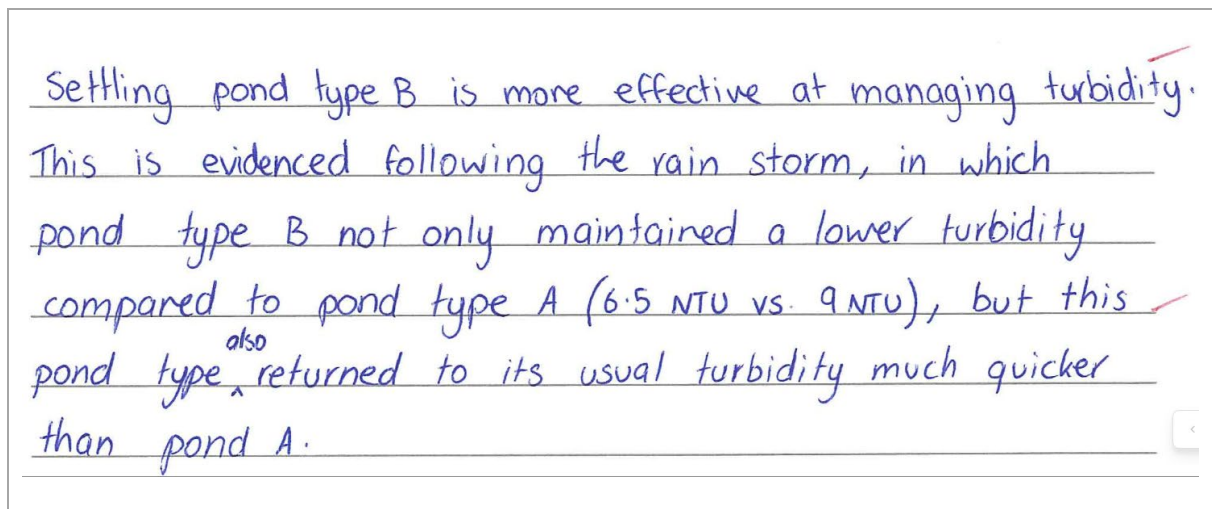 Settling pond type B is more effective at managing turbidity.
This is evidenced following the rain storm, in which
pond type B not only maintained a lower turbidity
compared to pond type A (6.5 NTU vs. 9 NTU), but this
pond type also returned to its usual turbidity much quicker
than pond A.